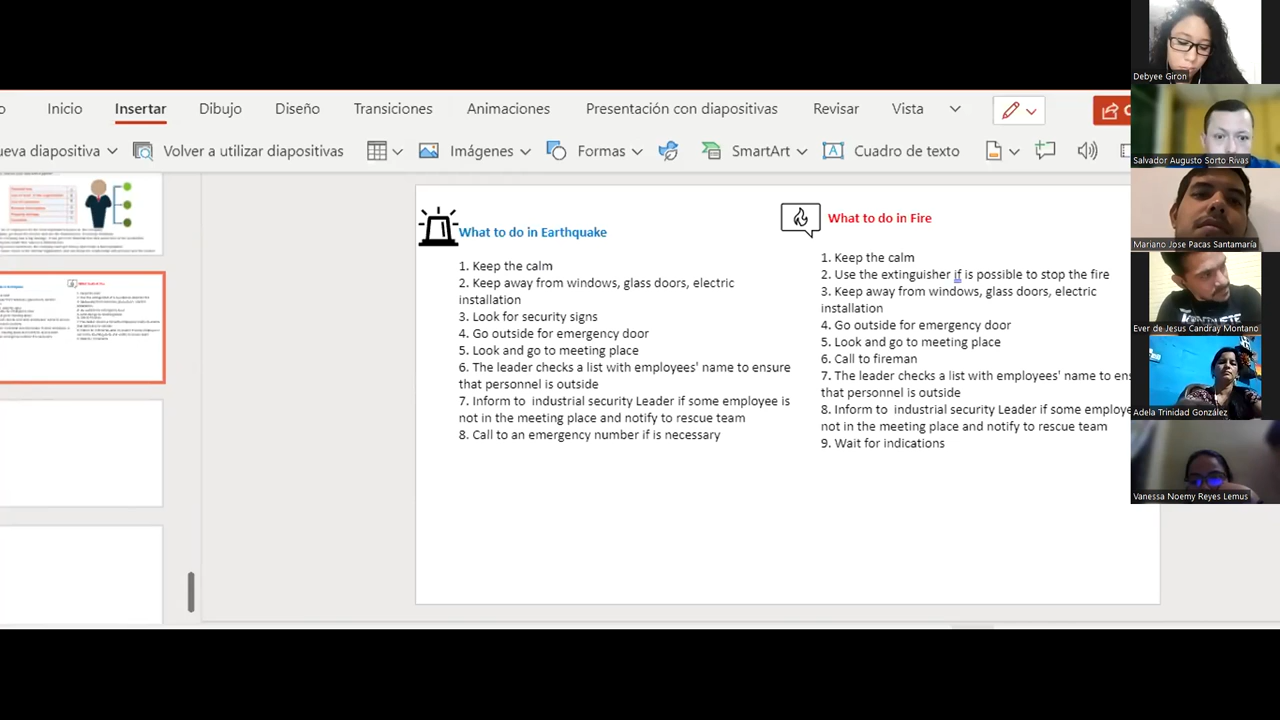 Inicio
Insertar
Dibujo
Diseño
Transiciones
Animaciones
Presentación con diapositivas
Revisar
Vista
diapositiva
Volver a utilizar diapositivas
Imágenes
Formas
SmartArt
Cuadro de texto
What to do in Earthquake
1. Keep the calm
2. Keep away from windows, glass doors, electric
installation
3. Look for security signs
4. Go outside for emergency door
5. Look and go to meeting place
6. The leader checks a list with employees' name to ensure
that personnel is outside
7. Inform to industrial security Leader if some employee is
not in the meeting place and notify to rescue team
8. Call to an emergency number if is necessary
What to do in Fire
1. Keep the calm
2. Use the extinguisher if is possible to stop the fire
3. Keep away from windows, glass doors, electric
installation
4. Go outside for emergency door
5. Look and go to meeting place
6. Call to fireman
7. The leader checks a list with employees' name to ens
that personnel is outside
8. Inform to industrial security Leader if some employe
not in the meeting place and notify to rescue team
9. Wait for indications
Debyee Giron
Salvador Augusto Sorto Rivas
Mariano Jose Pacas Santamaría
Ever de Jesus Candray Montano
Adela Trinidad González
Vanessa Noemy Reyes Lemus